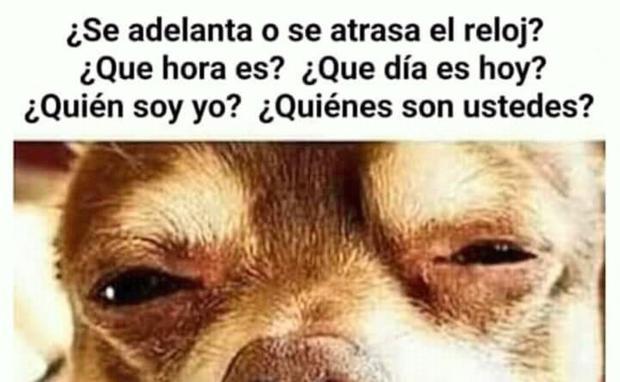 ¿Se adelanta o se atrasa el reloj?
¿Que hora es? ¿Que día es hoy?
¿Quién soy yo? ¿Quiénes son ustedes?